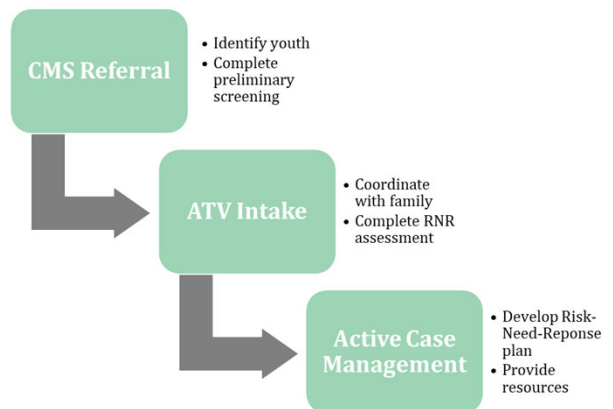 CMS Referral
• Identify youth
• Complete
preliminary
screening
ATV Intake
• Coordinate
with family
• Complete RNR
assessment
Active Case
Management
• Develop Risk-
Need-Reponse
plan
• Provide
resources